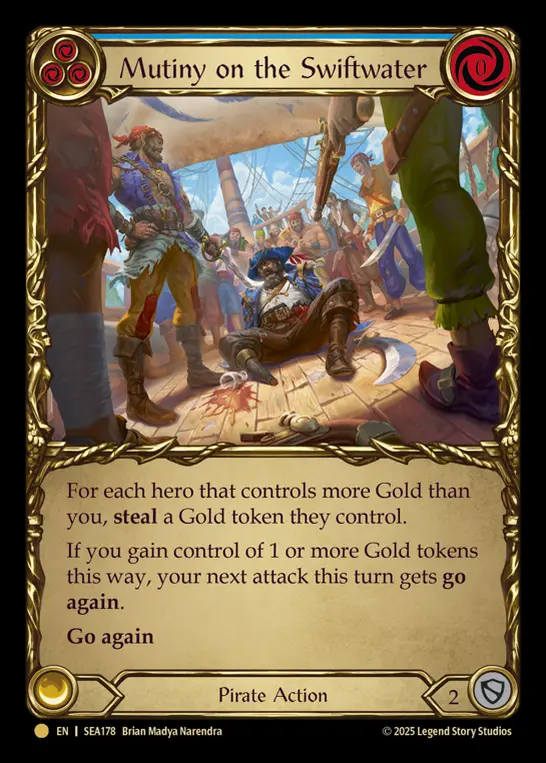 Mutiny on the Swiftwater
0
For each hero that controls more Gold than
you, steal a Gold token they control.
If you gain control of 1 or more Gold tokens
this way, your next attack this turn gets go
again.
Go again
Pirate Action
2
EN | SEA178 Brian Madya Narendra
© 2025 Legend Story Studios